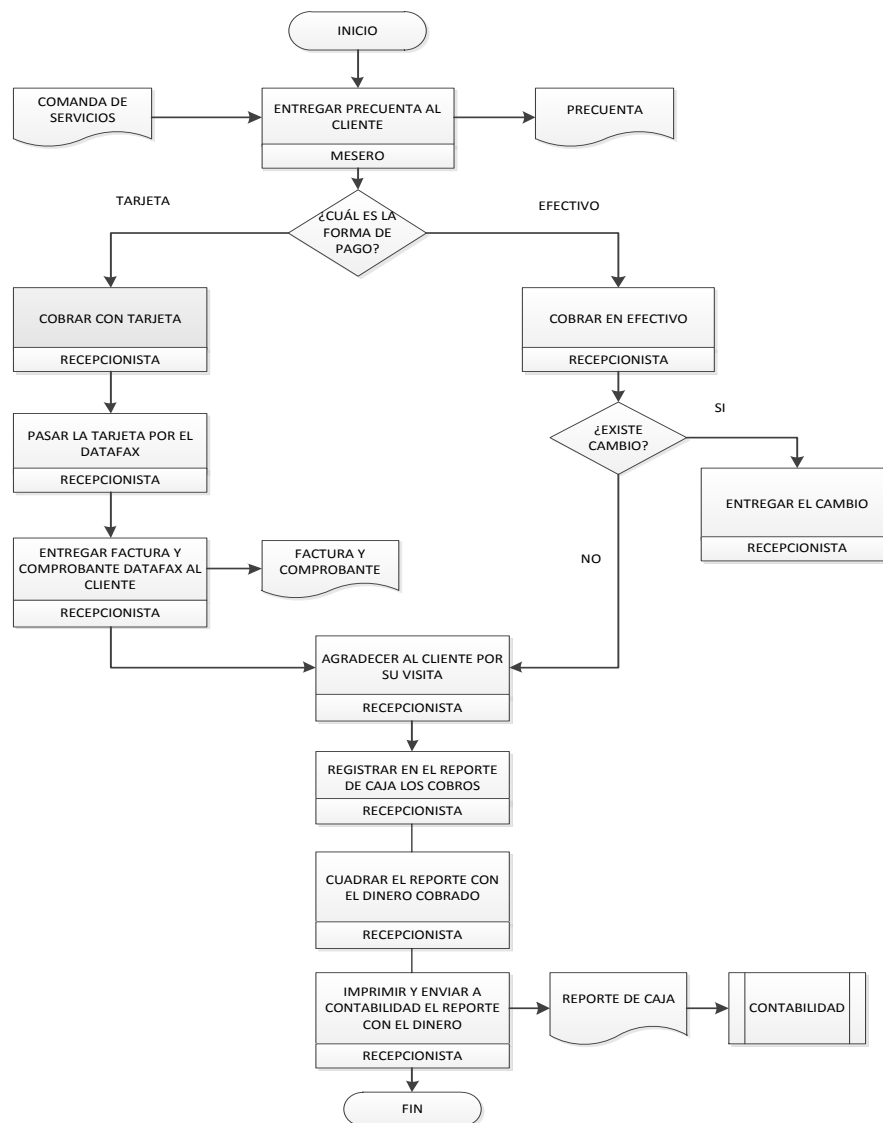 INICIO
COMANDA DE
SERVICIOS
ENTREGAR PRECUENTA AL
CLIENTE
MESERO
PRECUENTA
TARJETA
¿CUÁL ES LA
FORMA DE
PAGO?
EFECTIVO
COBRAR CON TARJETA
RECEPCIONISTA
COBRAR EN EFECTIVO
RECEPCIONISTA
PASAR LA TARJETA POR EL
DATAFAX
RECEPCIONISTA
¿EXISTE
CAMBIO?
SI
ENTREGAR EL CAMBIO
RECEPCIONISTA
NO
ENTREGAR FACTURA Y
COMPROBANTE DATAFAX AL
CLIENTE
RECEPCIONISTA
FACTURA Y
COMPROBANTE
AGRADECER AL CLIENTE POR
SU VISITA
RECEPCIONISTA
REGISTRAR EN EL REPORTE
DE CAJA LOS COBROS
RECEPCIONISTA
CUADRAR EL REPORTE CON
EL DINERO COBRADO
RECEPCIONISTA
IMPRIMIR Y ENVIAR A
CONTABILIDAD EL REPORTE
CON EL DINERO
RECEPCIONISTA
REPORTE DE CAJA
CONTABILIDAD
FIN